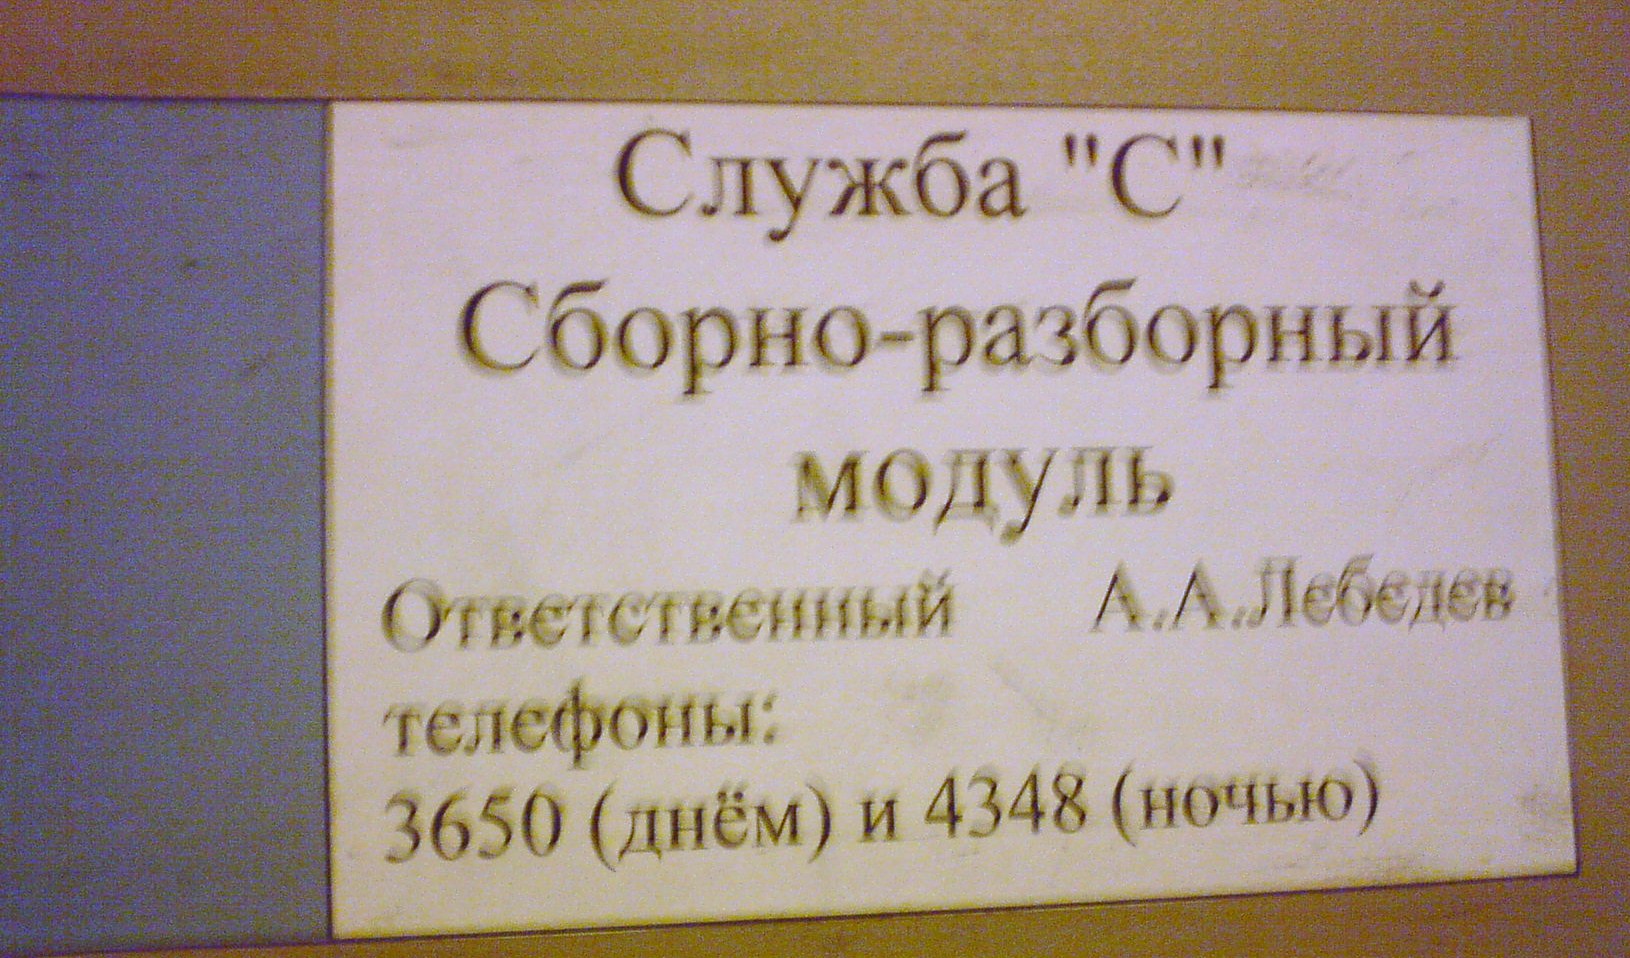 Служба "С"
Сборно-разборный
модуль
Ответственный А.А.Лебедев
телефоны:
3650 (днём) и 4348 (ночью)